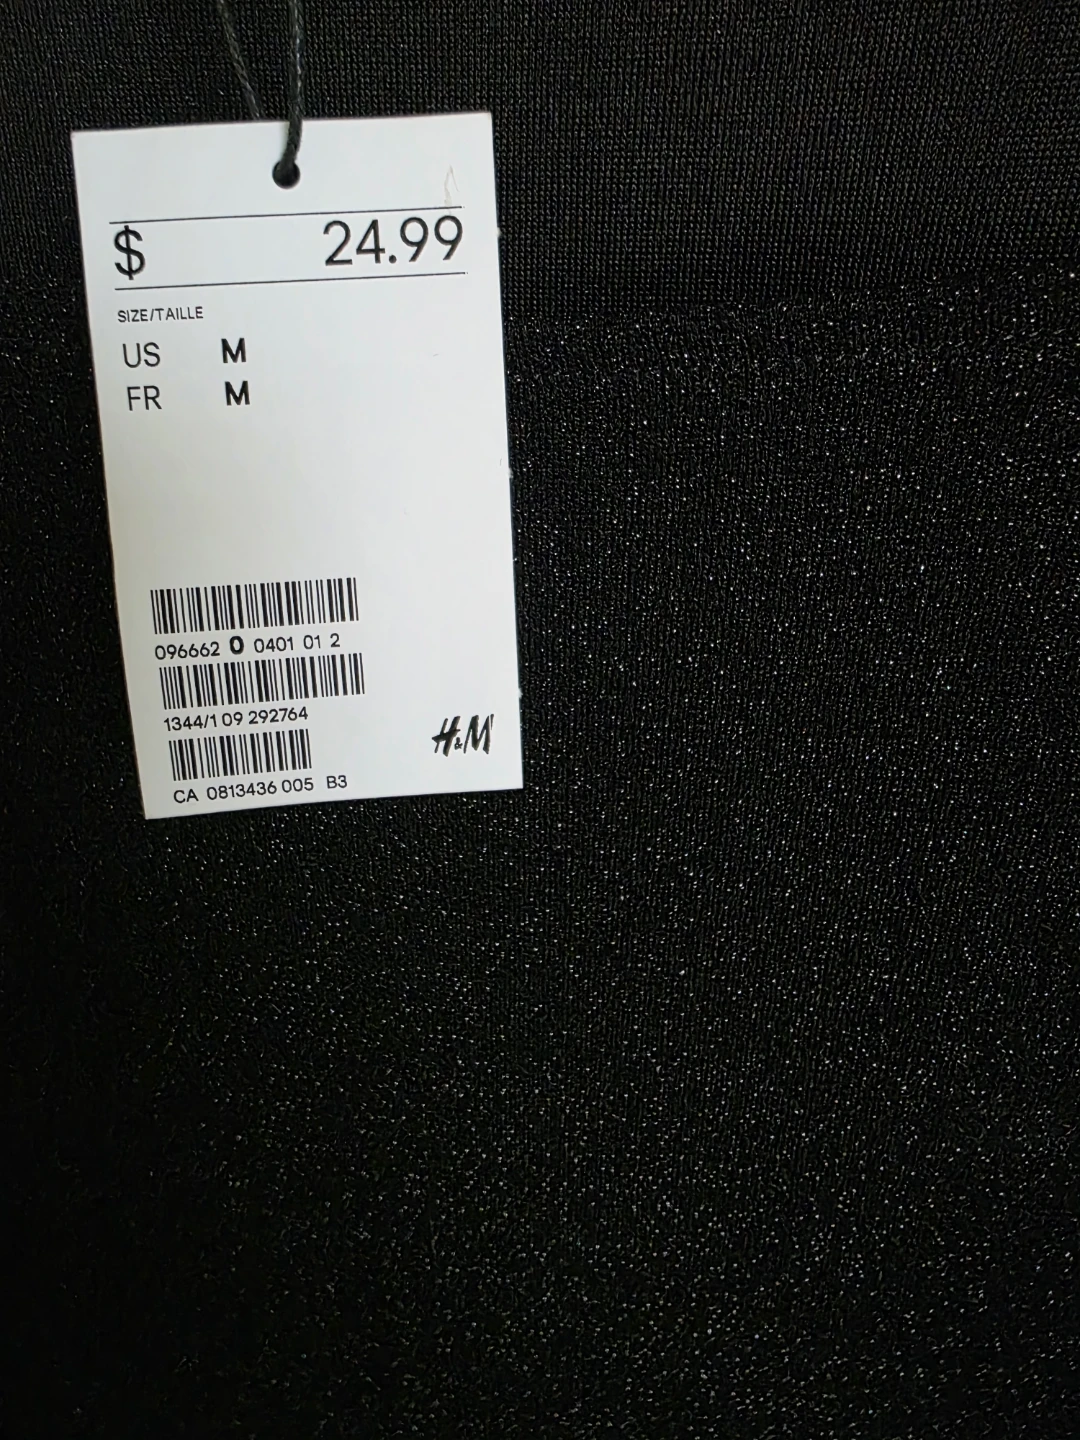 $ 24.99
SIZE/TAILLE
US M
FR M
096662 0 0401 01 2
1344/1 09 292764
CA 0813436 005 B3
H&M